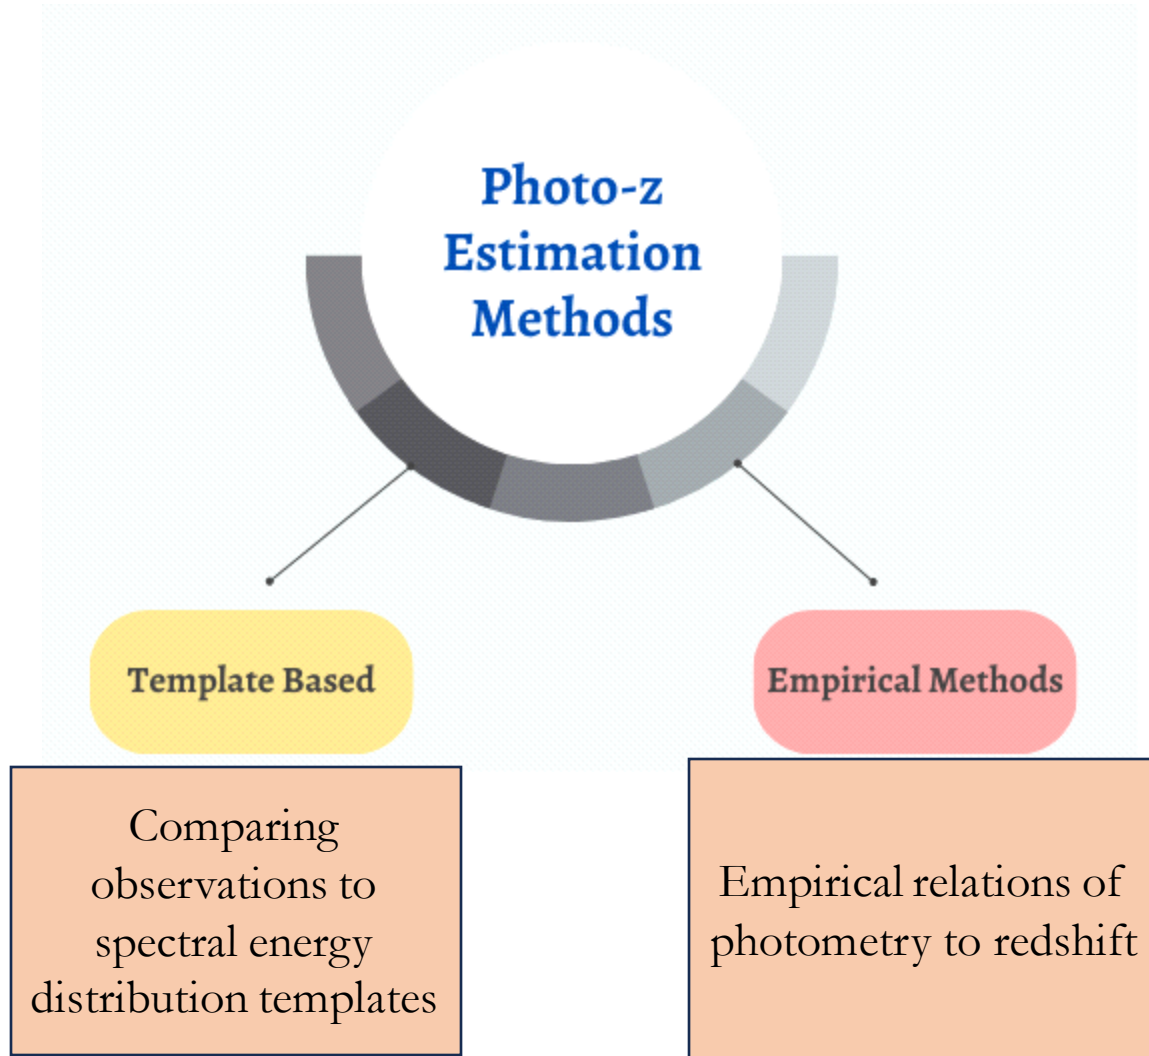 Photo-z
Estimation
Methods
Template Based
Empirical Methods
Comparing
observations to
spectral energy
distribution templates
Empirical relations of
photometry to redshift